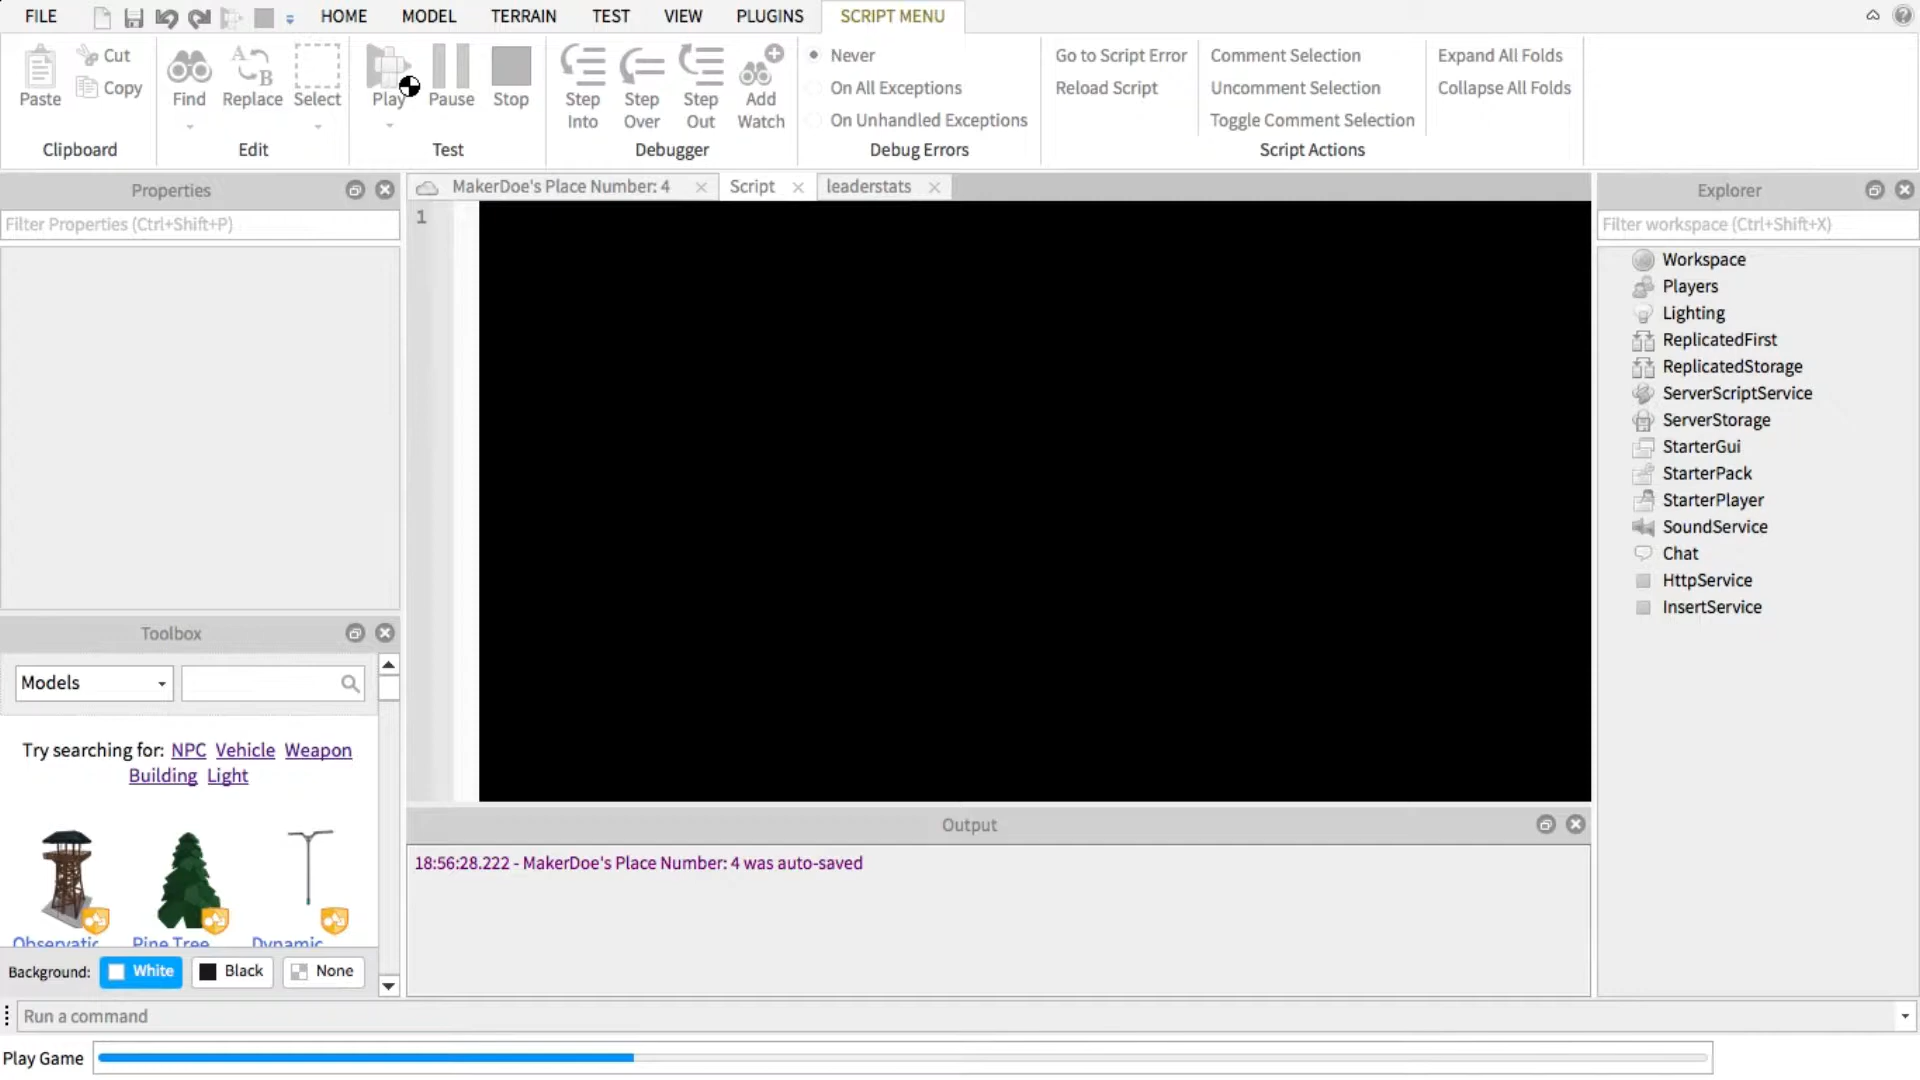 FILE HOME MODEL TERRAIN TEST VIEW PLUGINS SCRIPT MENU
Paste Cut Copy
Clipboard
Find Replace Select
Edit
Play Pause Stop
Test
Step Into Step Over Step Out Add Watch
Debugger
Never
On All Exceptions
On Unhandled Exceptions
Debug Errors
Go to Script Error
Reload Script
Comment Selection
Uncomment Selection
Toggle Comment Selection
Expand All Folds
Collapse All Folds
Script Actions
Properties
Filter Properties (Ctrl+Shift+P)
MakerDoe's Place Number: 4 Script leaderstats
1
Explorer
Filter workspace (Ctrl+Shift+X)
Workspace
Players
Lighting
ReplicatedFirst
ReplicatedStorage
ServerScriptService
ServerStorage
StarterGui
StarterPack
StarterPlayer
SoundService
Chat
HttpService
InsertService
Toolbox
Models
Try searching for: NPC Vehicle Weapon
Building Light
Observatic Pine Tree Dynamic
Background: White Black None
Output
18:56:28.222 - MakerDoe's Place Number: 4 was auto-saved
Run a command
Play Game